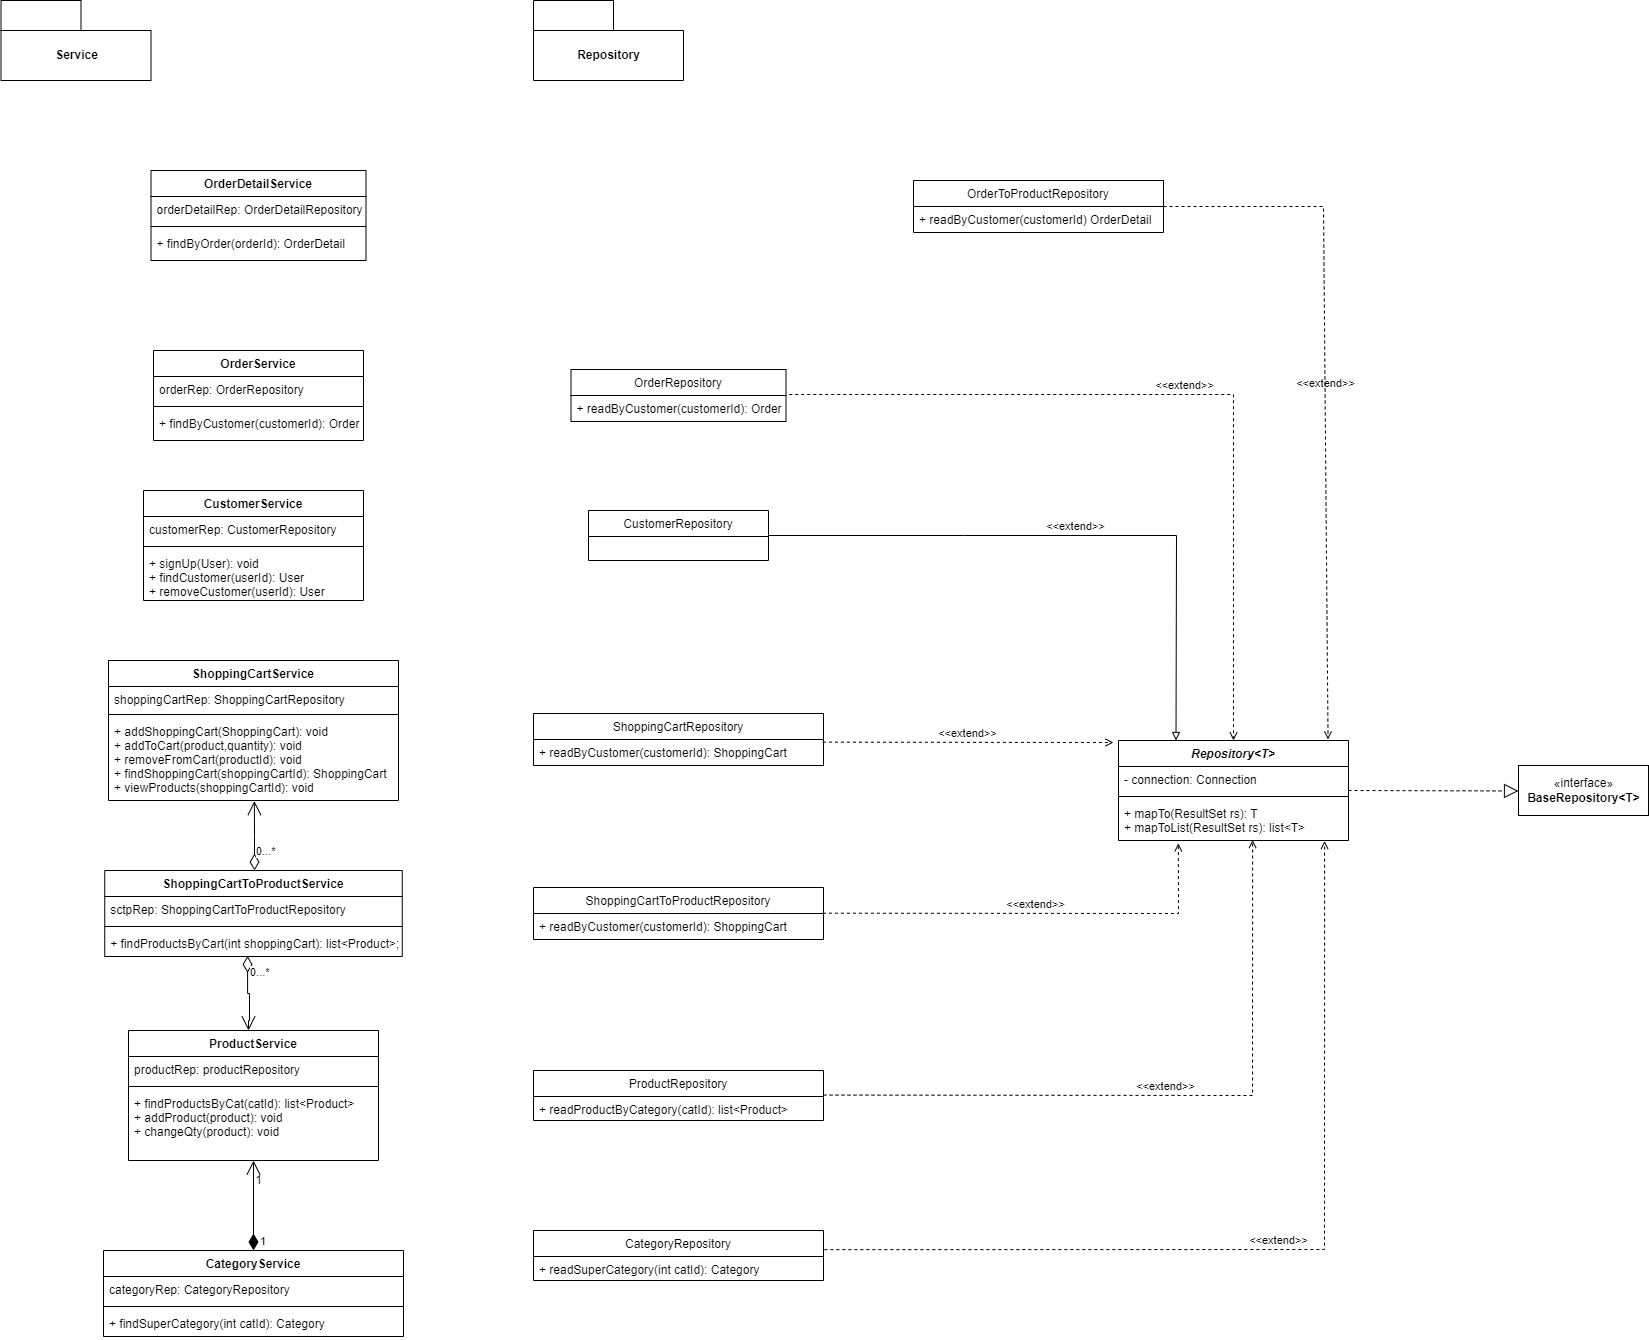 Service
Repository
OrderDetailService
orderDetailRep: OrderDetailRepository
+ findByOrder(orderId): OrderDetail
OrderToProductRepository
+ readByCustomer(customerId) OrderDetail
OrderService
orderRep: OrderRepository
+ findByCustomer(customerId): Order
OrderRepository
+ readByCustomer(customerId): Order
<<extend>>
<<extend>>
CustomerService
customerRep: CustomerRepository
+ signUp(User): void
+ findCustomer(userId): User
+ removeCustomer(userId): User
CustomerRepository
<<extend>>
ShoppingCartService
shoppingCartRep: ShoppingCartRepository
+ addShoppingCart(ShoppingCart): void
+ addToCart(product,quantity): void
+ removeFromCart(productId): void
+ findShoppingCart(shoppingCartId): ShoppingCart
+ viewProducts(shoppingCartId): void
ShoppingCartRepository
+ readByCustomer(customerId): ShoppingCart
<<extend>>
Repository<T>
- connection: Connection
+ mapTo(ResultSet rs): T
+ mapToList(ResultSet rs): list<T>
«interface»
BaseRepository<T>
0...*
ShoppingCartToProductService
sctpRep: ShoppingCartToProductRepository
+ findProductsByCart(int shoppingCart): list<Product>;
0...*
ShoppingCartToProductRepository
+ readByCustomer(customerId): ShoppingCart
<<extend>>
ProductService
productRep: productRepository
+ findProductsByCat(catId): list<Product>
+ addProduct(product): void
+ changeQty(product): void
1
ProductRepository
+ readProductByCategory(catId): list<Product>
<<extend>>
1
CategoryService
categoryRep: CategoryRepository
+ findSuperCategory(int catId): Category
CategoryRepository
+ readSuperCategory(int catId): Category
<<extend>>